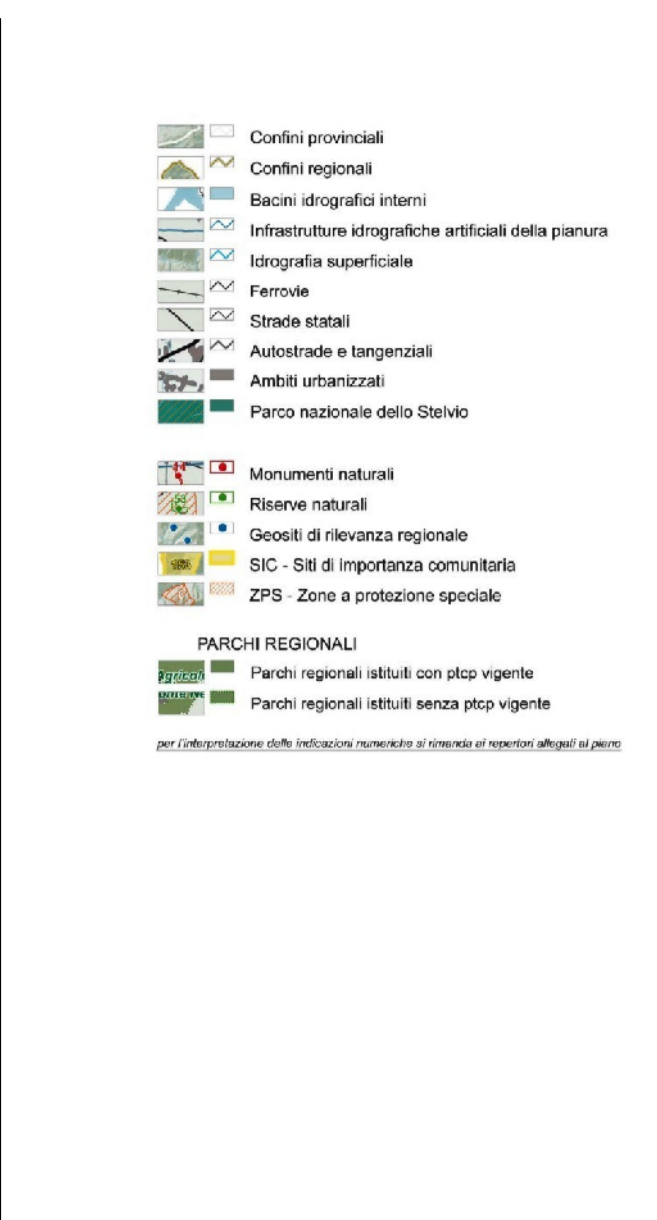 Confini provinciali
Confini regionali
Bacini idrografici interni
Infrastrutture idrografiche artificiali della pianura
Idrografia superficiale
Ferrovie
Strade statali
Autostrade e tangenziali
Ambiti urbanizzati
Parco nazionale dello Stelvio
Monumenti naturali
Riserve naturali
Geositi di rilevanza regionale
SIC - Siti di importanza comunitaria
ZPS - Zone a protezione speciale
PARCHI REGIONALI
Agricol
Parchi regionali istituiti con ptcp vigente
Parchi regionali istituiti senza ptcp vigente
per l'interpretazione delle indicazioni numeriche si rimanda ai repertori allegati al piano